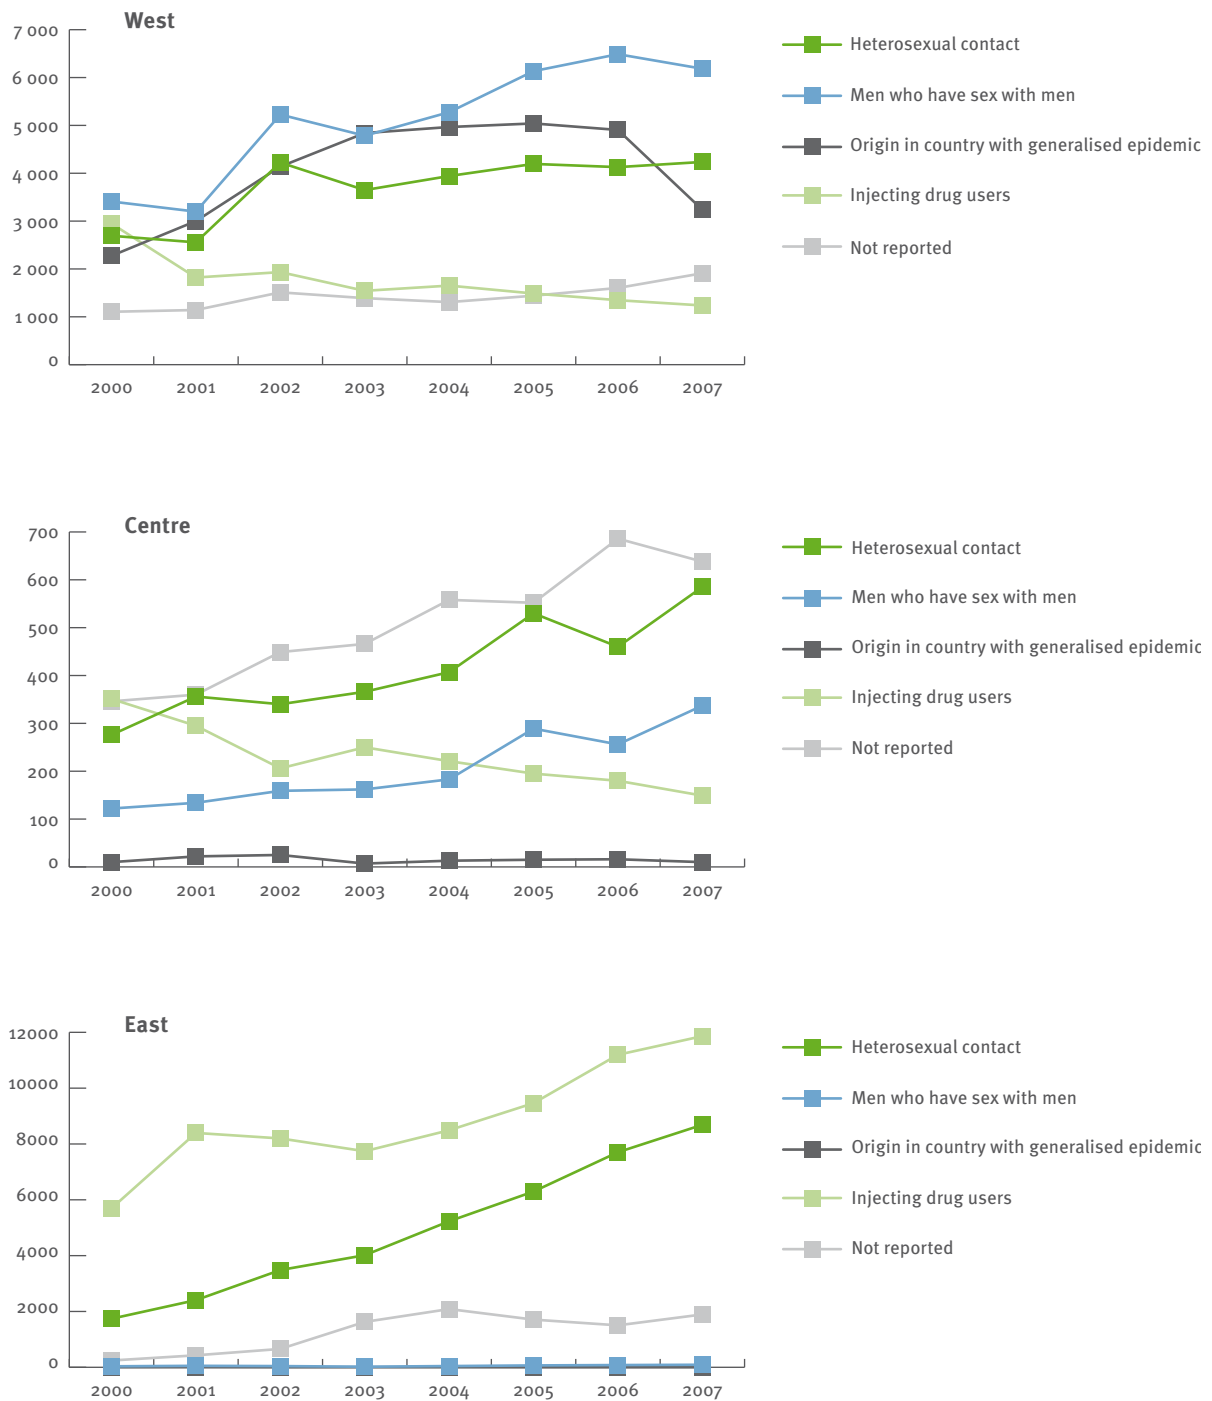 West
7 000
6 000
5 000
4 000
3 000
2 000
1 000
0
2000 2001 2002 2003 2004 2005 2006 2007
Heterosexual contact
Men who have sex with men
Origin in country with generalised epidemic
Injecting drug users
Not reported
Centre
700
600
500
400
300
200
100
0
2000 2001 2002 2003 2004 2005 2006 2007
Heterosexual contact
Men who have sex with men
Origin in country with generalised epidemic
Injecting drug users
Not reported
East
12000
10000
8000
6000
4000
2000
0
2000 2001 2002 2003 2004 2005 2006 2007
Heterosexual contact
Men who have sex with men
Origin in country with generalised epidemic
Injecting drug users
Not reported